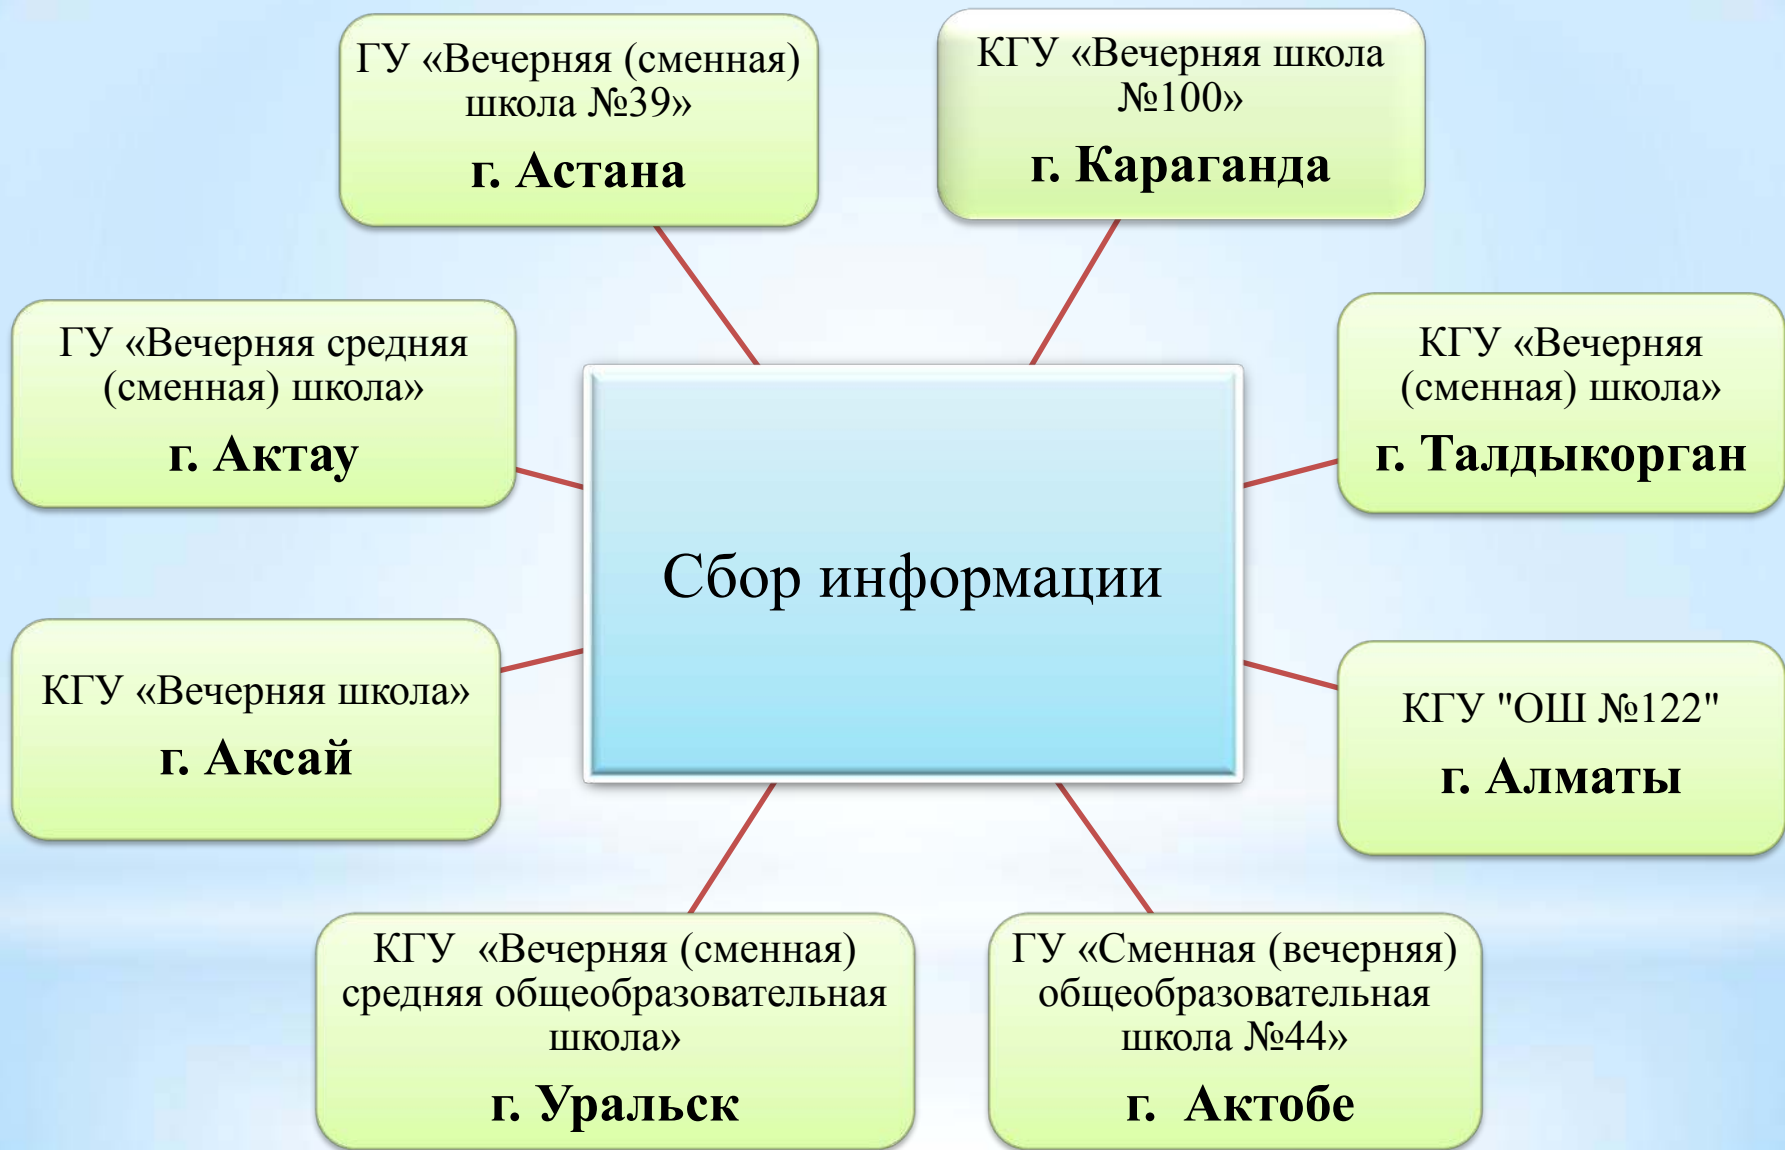 ГУ «Вечерняя (сменная)
школа №39»
г. Астана
КГУ «Вечерняя школа
№100»
г. Караганда
ГУ «Вечерняя средняя
(сменная) школа»
г. Актау
КГУ «Вечерняя
(сменная) школа»
г. Талдыкорган
Сбор информации
КГУ «Вечерняя школа»
г. Аксай
КГУ "ОШ №122"
г. Алматы
КГУ «Вечерняя (сменная)
средняя общеобразовательная
школа»
г. Уральск
ГУ «Сменная (вечерняя)
общеобразовательная
школа №44»
г. Актобе